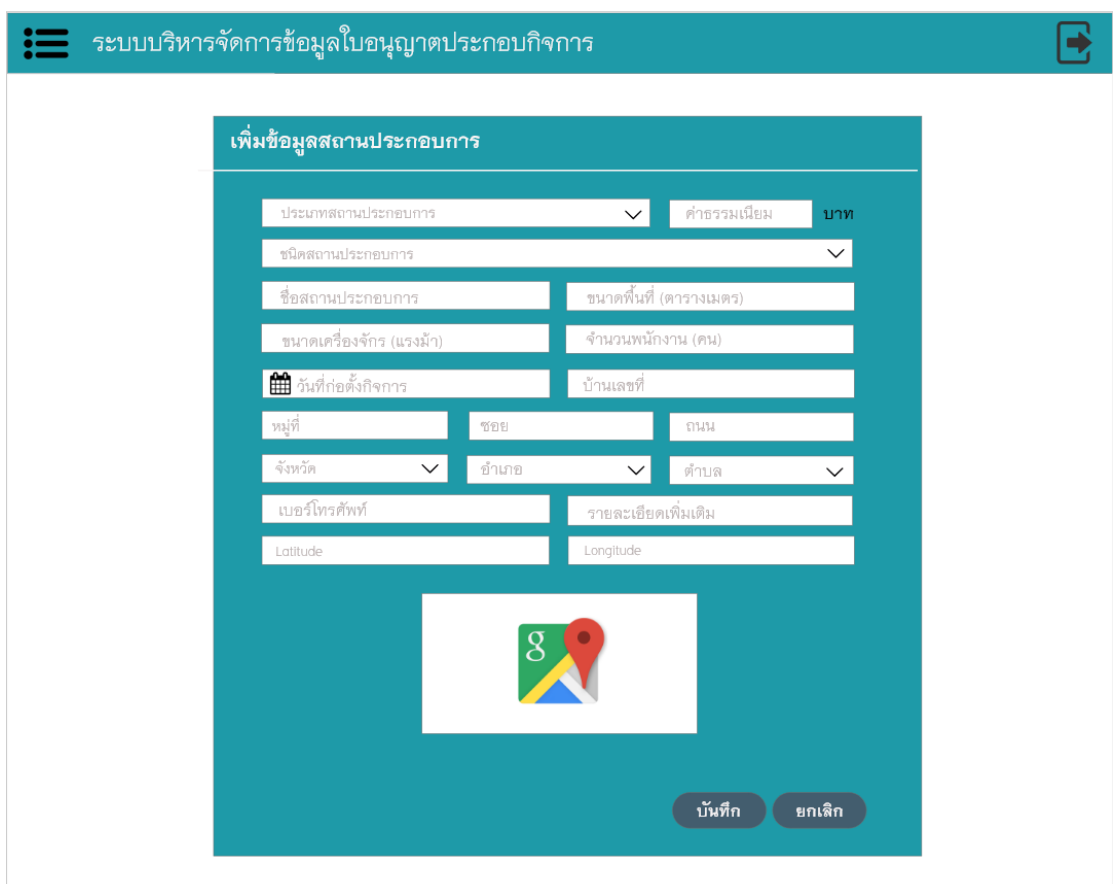 ระบบบริหารจัดการข้อมูลใบอนุญาตประกอบกิจการ
เพิ่มข้อมูลสถานประกอบการ
ประเภทสถานประกอบการ ค่าธรรมเนียม บาท
ชนิดสถานประกอบการ
ชื่อสถานประกอบการ ขนาดพื้นที่ (ตารางเมตร)
ขนาดเครื่องจักร (แรงม้า) จำนวนพนักงาน (คน)
วันที่ก่อตั้งกิจการ บ้านเลขที่
หมู่ที่ ซอย ถนน
จังหวัด อำเภอ ตำบล
เบอร์โทรศัพท์ รายละเอียดเพิ่มเติม
Latitude Longitude
g
บันทึก ยกเลิก